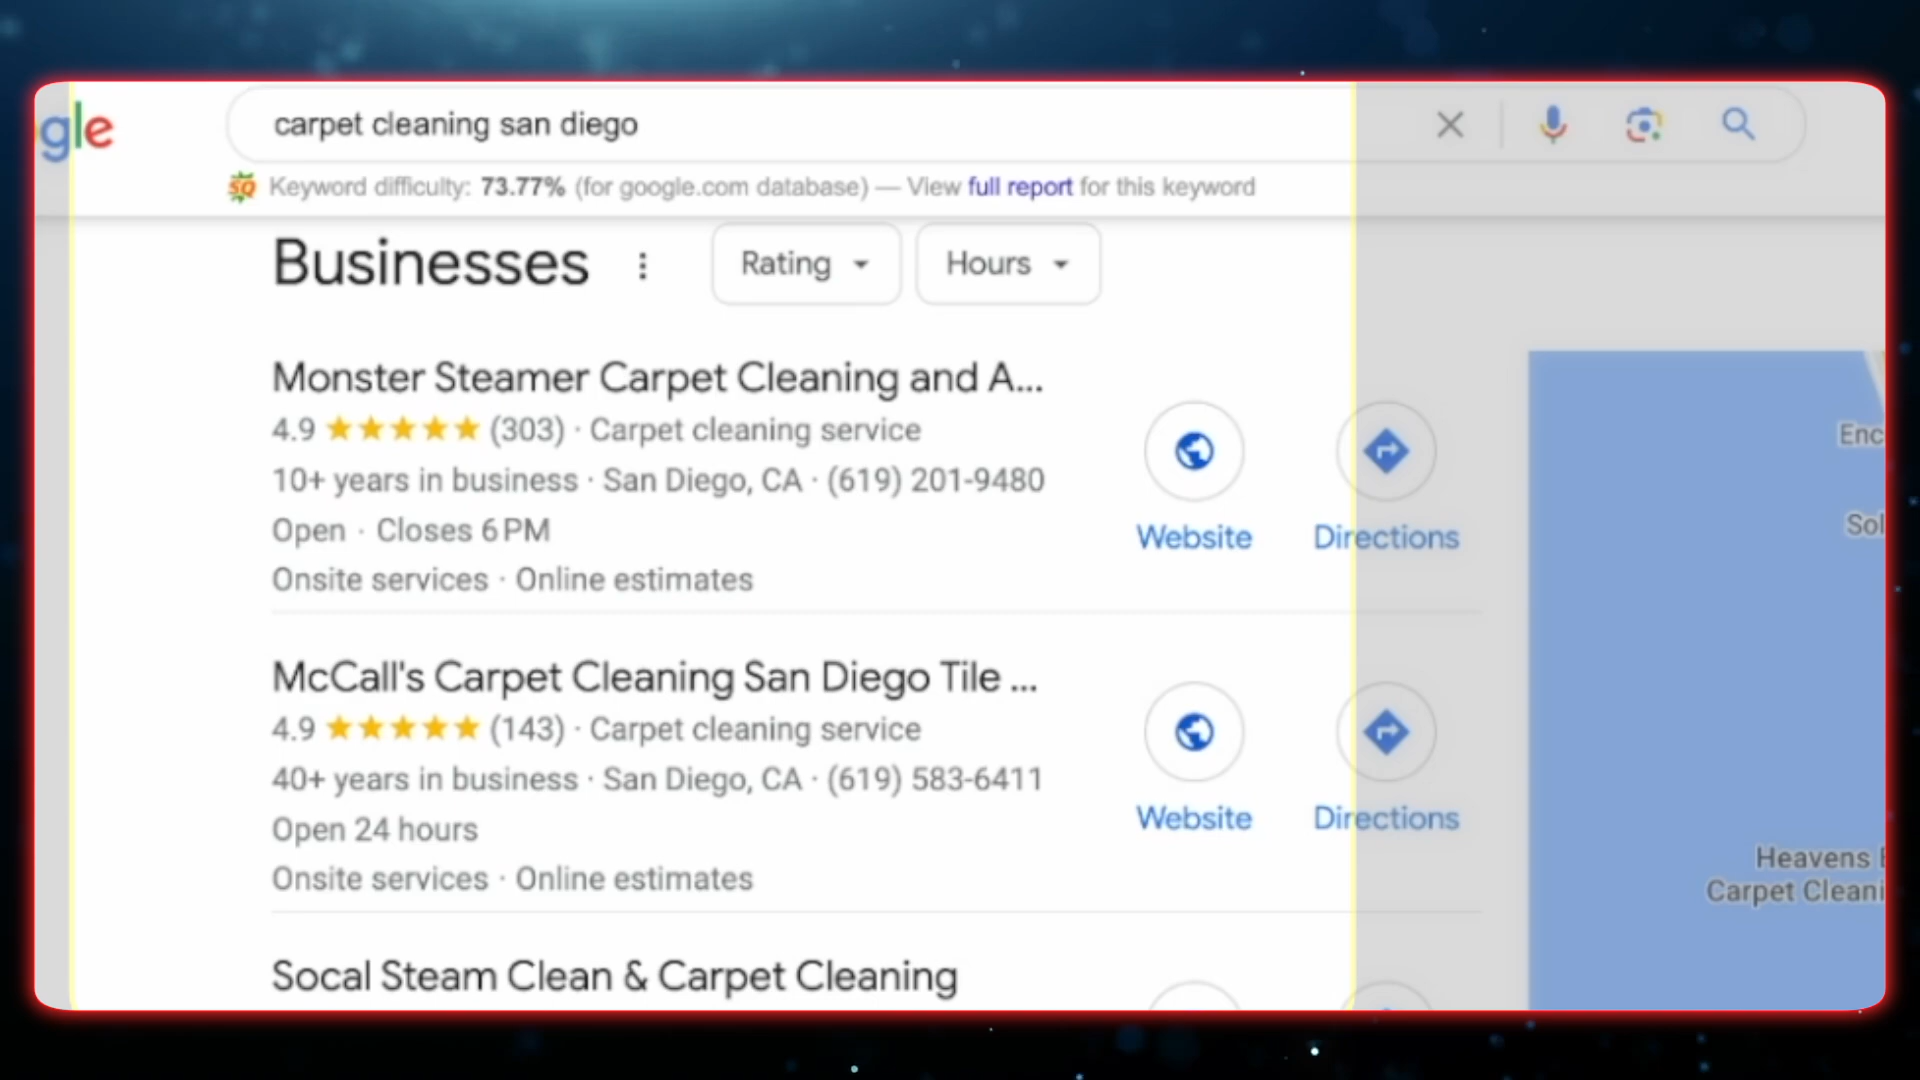 gle
carpet cleaning san diego
SQ Keyword difficulty: 73.77% (for google.com database) — View full report for this keyword
Businesses
Rating
Hours
Monster Steamer Carpet Cleaning and A...
4.9 (303) · Carpet cleaning service
10+ years in business · San Diego, CA · (619) 201-9480
Open · Closes 6 PM
Onsite services · Online estimates
Website
Directions
McCall's Carpet Cleaning San Diego Tile ...
4.9 (143) · Carpet cleaning service
40+ years in business · San Diego, CA · (619) 583-6411
Open 24 hours
Onsite services · Online estimates
Website
Directions
Socal Steam Clean & Carpet Cleaning
Enc
Sol
Heavens
Carpet Cleani